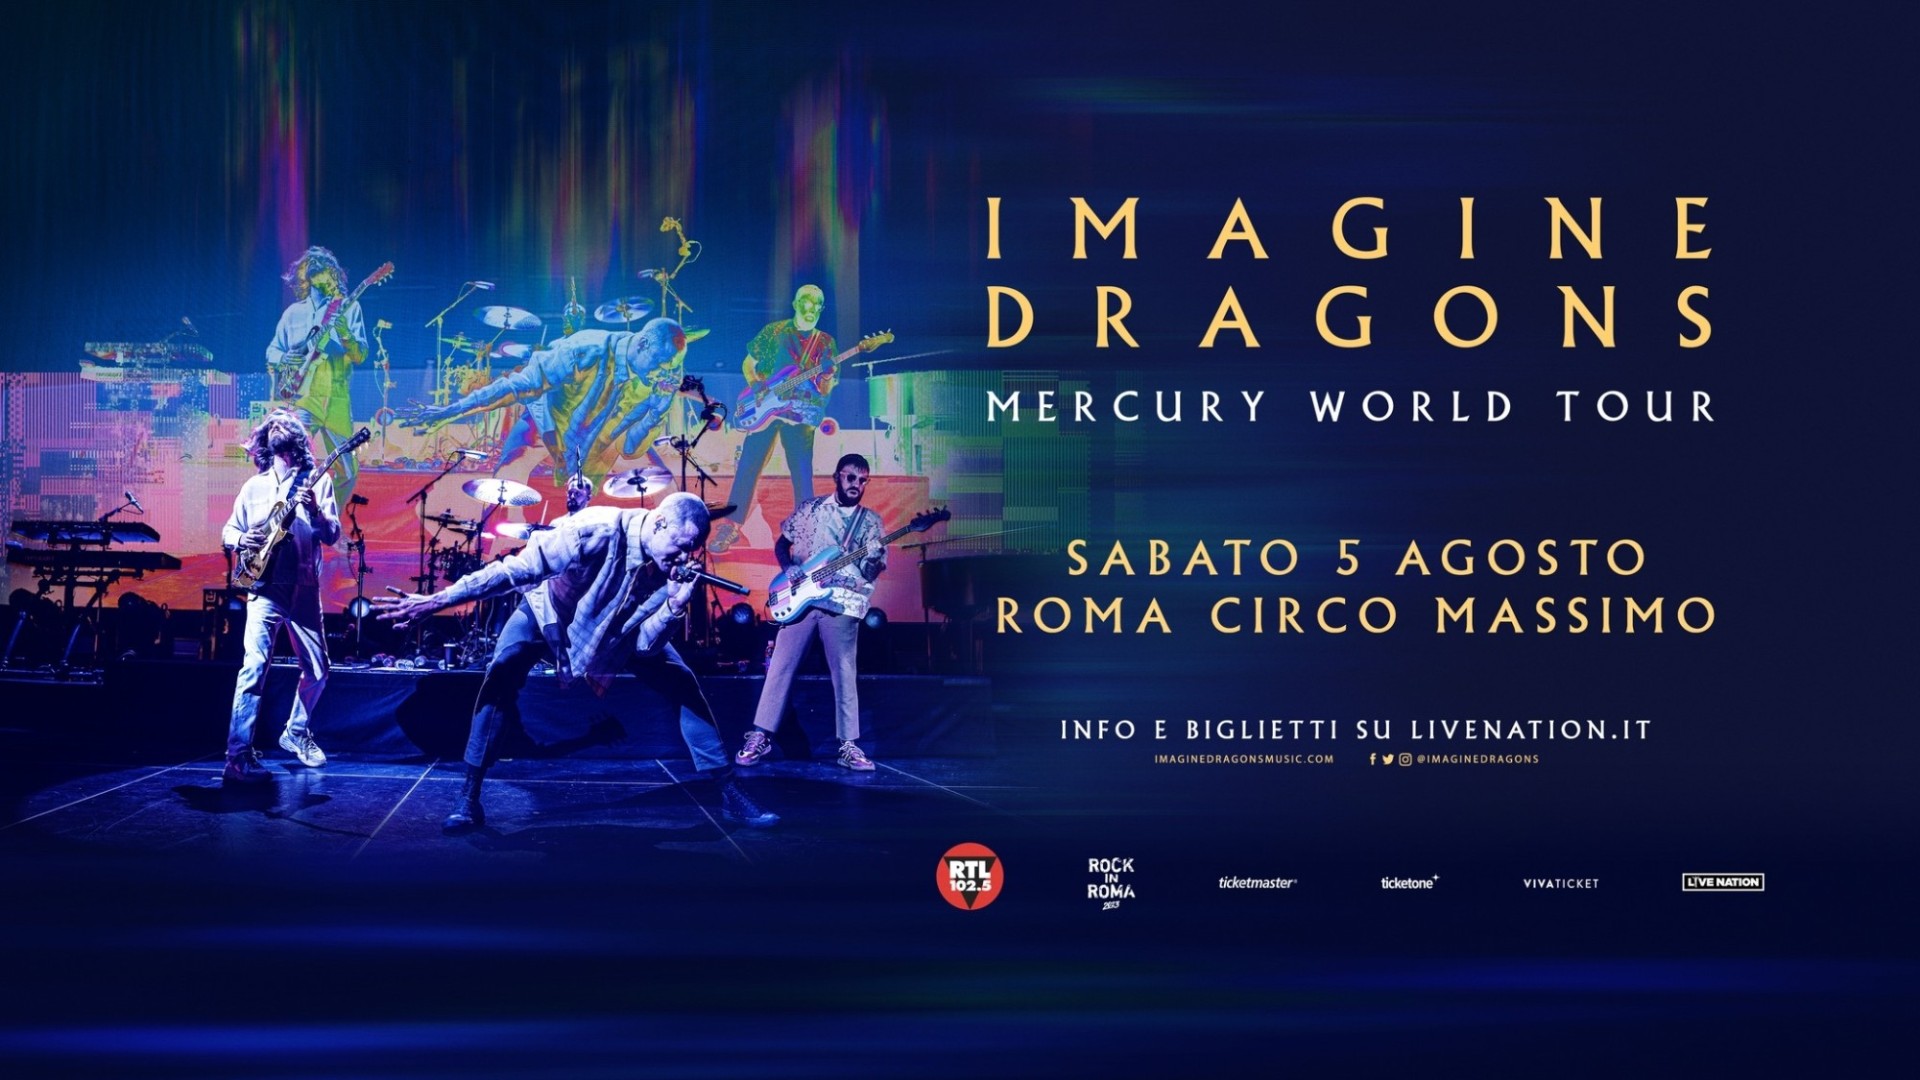 IMAGINE
DRAGONS
MERCURY WORLD TOUR
SABATO 5 AGOSTO
ROMA CIRCO MASSIMO
INFO E BIGLIETTI SU LIVENATION.IT
IMAGINEDRAGONSMUSIC.COM @IMAGINEDRAGONS
RTL
102.5
ROCK
IN
ROMA
2023
ticketmaster®
ticketone
VIVATICKET
LIVE NATION